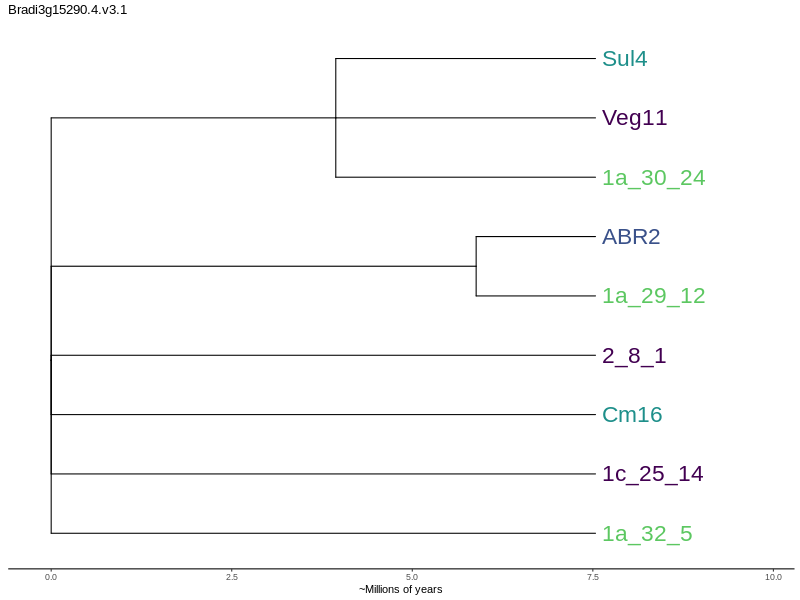 Bradi3g15290.4.v3.1
Sul4
Veg11
1a_30_24
ABR2
1a_29_12
2_8_1
Cm16
1c_25_14
1a_32_5
0.0 2.5 5.0 7.5 10.0
~Millions of years